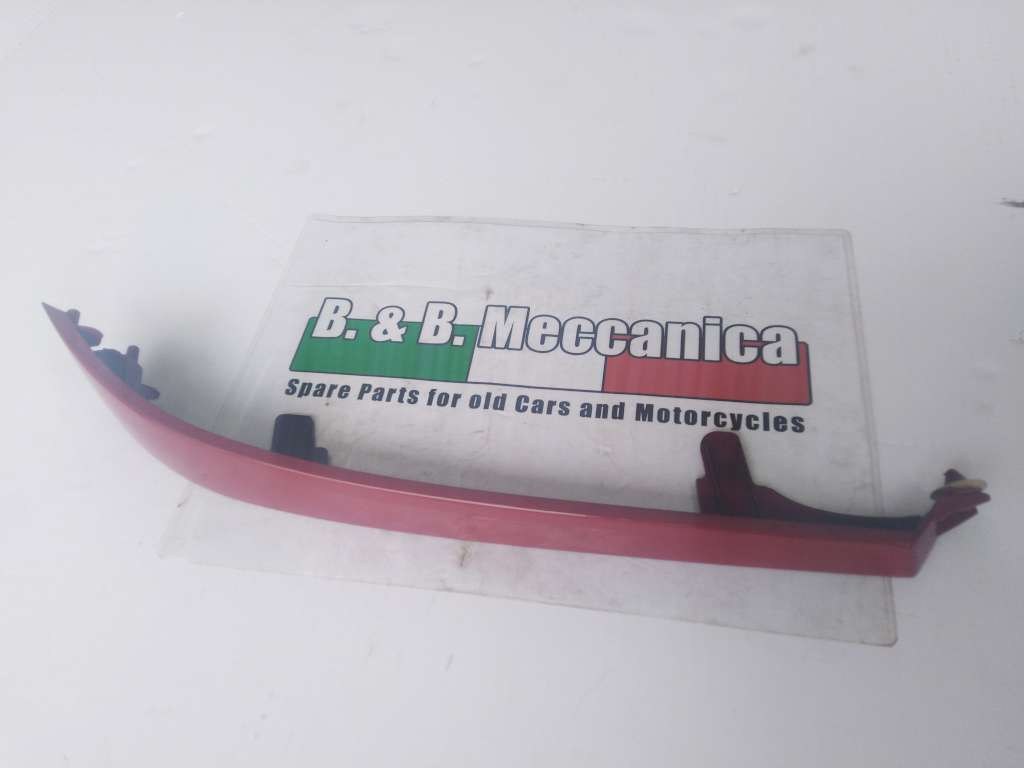 B. & B. Meccanica
Spare Parts for old Cars and Motorcycles